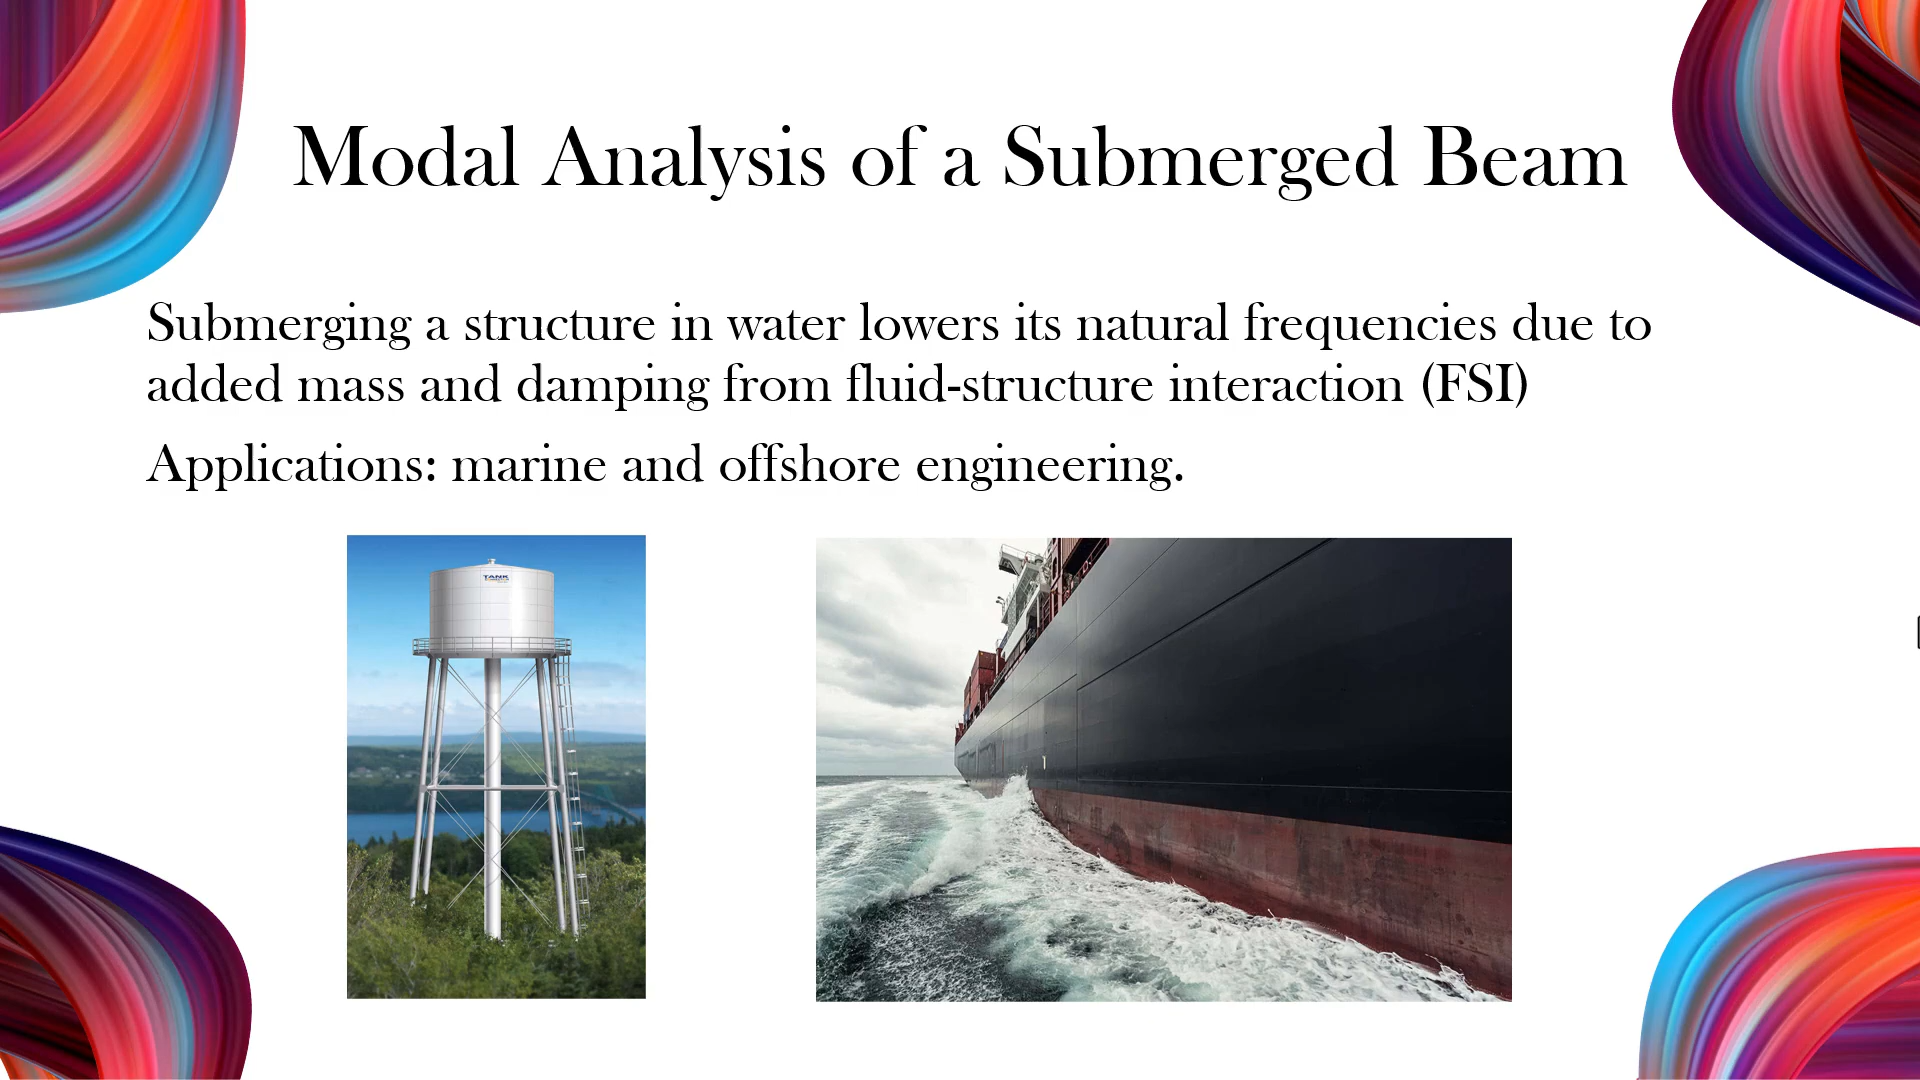 Modal Analysis of a Submerged Beam
Submerging a structure in water lowers its natural frequencies due to
added mass and damping from fluid-structure interaction (FSI)
Applications: marine and offshore engineering.
TANK